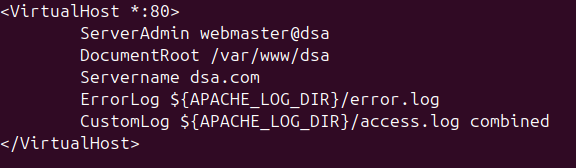 <VirtualHost *:80>
        ServerAdmin webmaster@dsa
        DocumentRoot /var/www/dsa
        Servername dsa.com
        ErrorLog ${APACHE_LOG_DIR}/error.log
        CustomLog ${APACHE_LOG_DIR}/access.log combined
</VirtualHost>